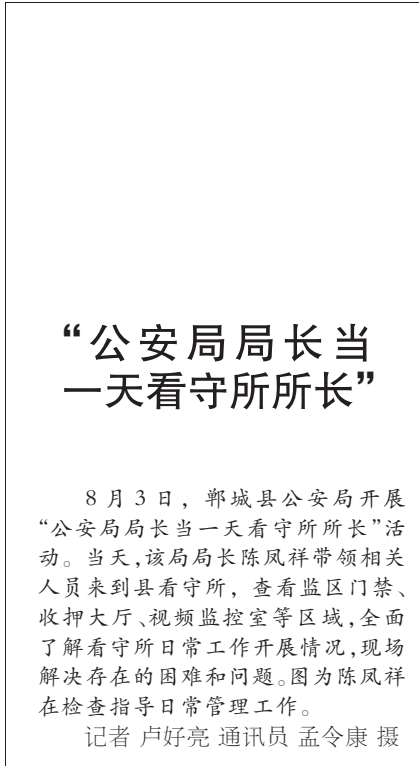 “公安局局长当
一天看守所所长”
8月3日，郸城县公安局开展
“公安局局长当一天看守所所长”活
动。当天，该局局长陈凤祥带领相关
人员来到县看守所，查看监区门禁、
收押大厅、视频监控室等区域，全面
了解看守所日常工作开展情况，现场
解决存在的困难和问题。图为陈凤祥
在检查指导日常管理工作。
记者 卢好亮 通讯员 孟令康 摄